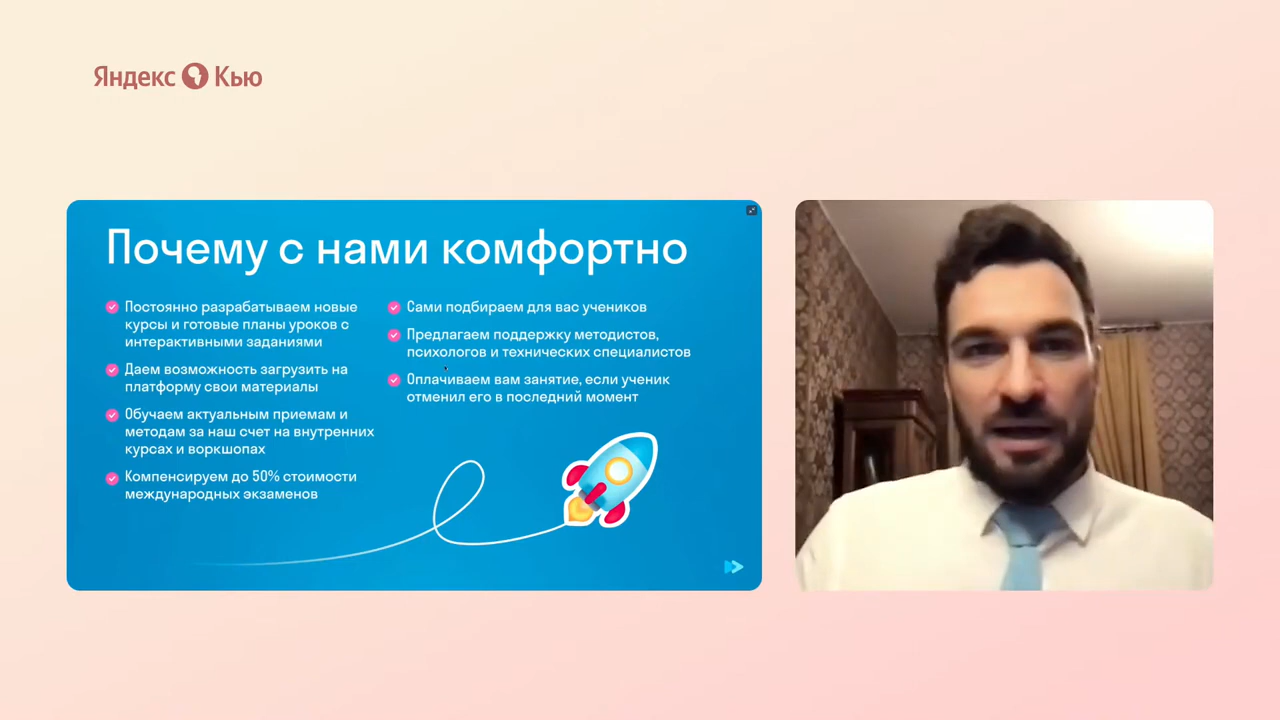 Яндекс Кью
Почему с нами комфортно
Постоянно разрабатываем новые
курсы и готовые планы уроков с
интерактивными заданиями
Даем возможность загрузить на
платформу свои материалы
Обучаем актуальным приемам и
методам за наш счет на внутренних
курсах и воркшопах
Компенсируем до 50% стоимости
международных экзаменов
Сами подбираем для вас учеников
Предлагаем поддержку методистов,
психологов и технических специалистов
Оплачиваем вам занятие, если ученик
отменил его в последний момент